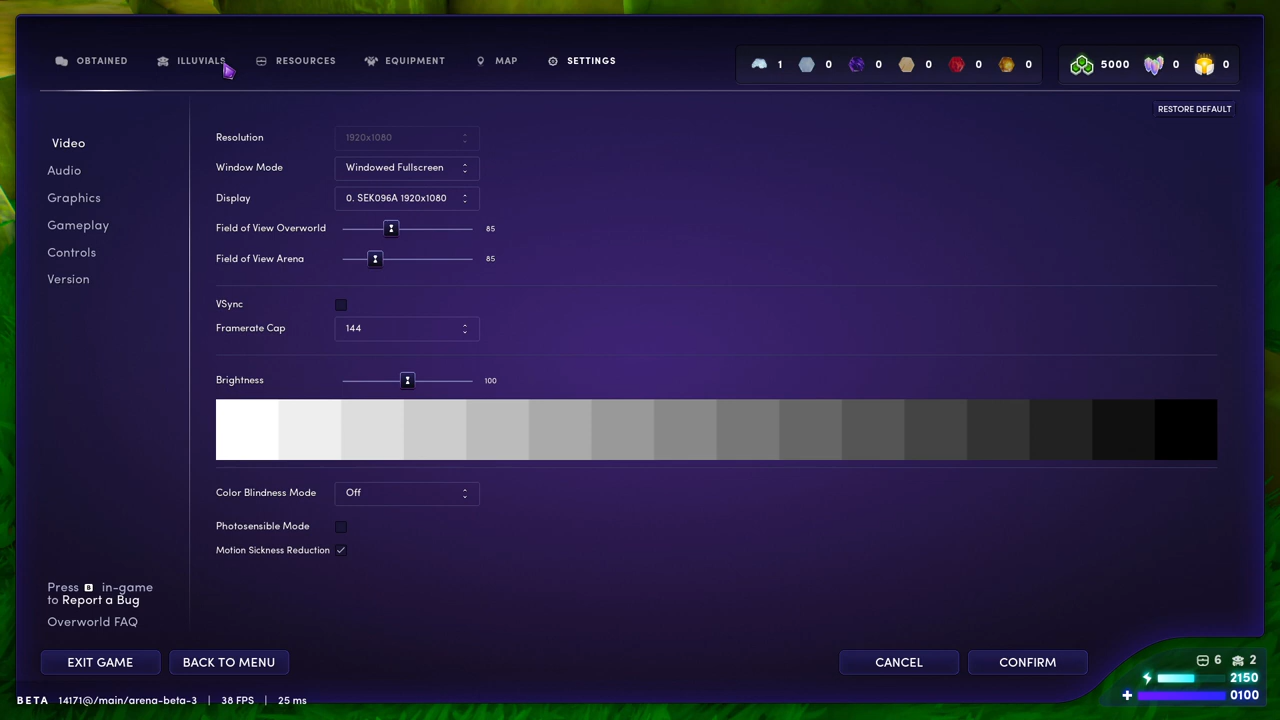 OBTAINED ILLUVIALS RESOURCES EQUIPMENT MAP SETTINGS 1 0 0 0 0 0 5000 0 0
RESTORE DEFAULT
Video
Audio
Graphics
Gameplay
Controls
Version
Resolution 1920x1080
Window Mode Windowed Fullscreen
Display 0. SEK096A 1920x1080
Field of View Overworld 85
Field of View Arena 85
VSync
Framerate Cap 144
Brightness 100
Color Blindness Mode Off
Photosensible Mode
Motion Sickness Reduction
Press B in-game
to Report a Bug
Overworld FAQ
EXIT GAME BACK TO MENU CANCEL CONFIRM
6 2
2150
0100
BETA 14171@/main/arena-beta-3 | 38 FPS | 25 ms